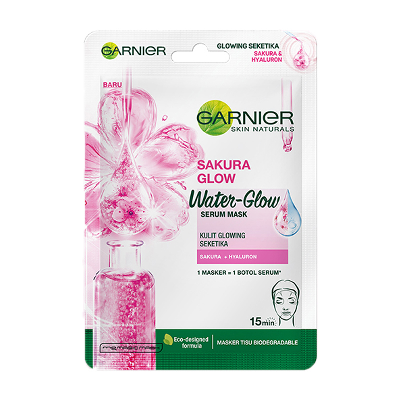 GARNIER
GLOWING SEKETIKA
SAKURA &
HYALURON
BARU
GARNIER
SKIN NATURALS
SAKURA
GLOW
Water-Glow
SERUM MASK
KULIT GLOWING
SEKETIKA
SAKURA + HYALURON
1 MASKER = 1 BOTOL SERUM*
15min
Eco-designed
formula
MASKER TISU BIODEGRADABLE